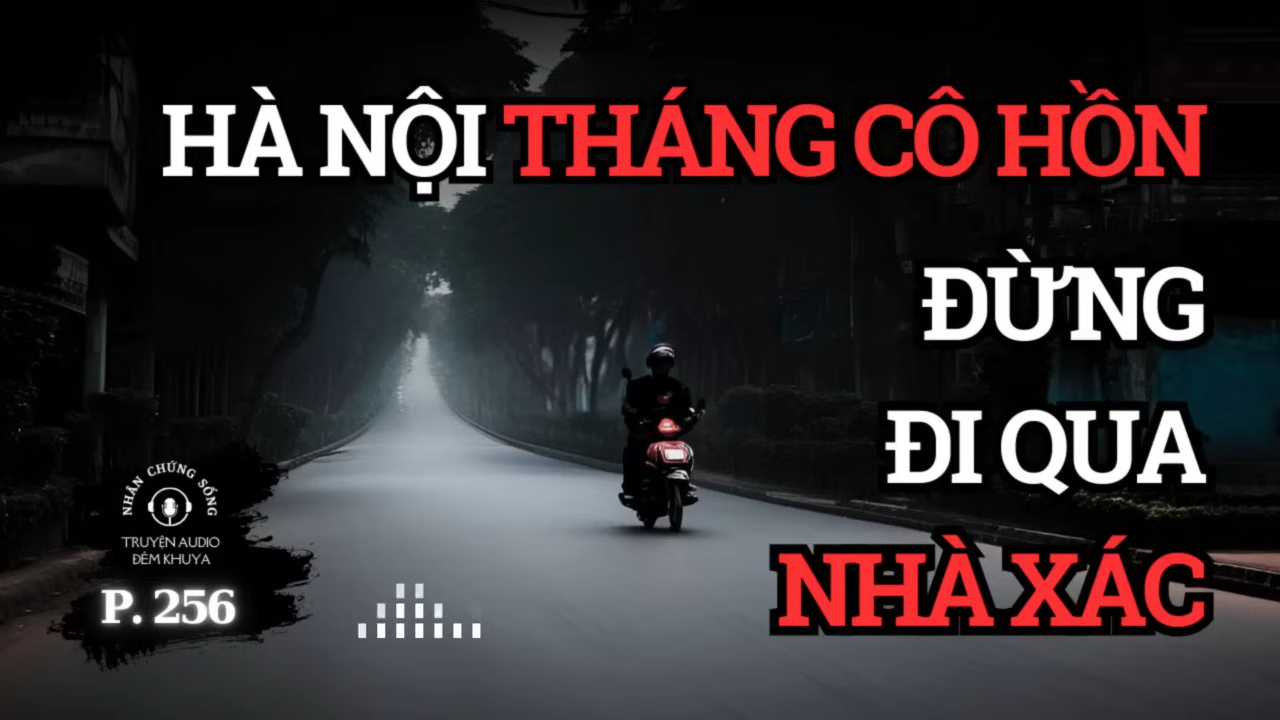 HÀ NỘI THÁNG CÔ HỒN
ĐỪNG
ĐI QUA
NHÀ XÁC
NHÂN CHỨNG SỐNG
TRUYỆN AUDIO
ĐÊM KHUYA
P. 256